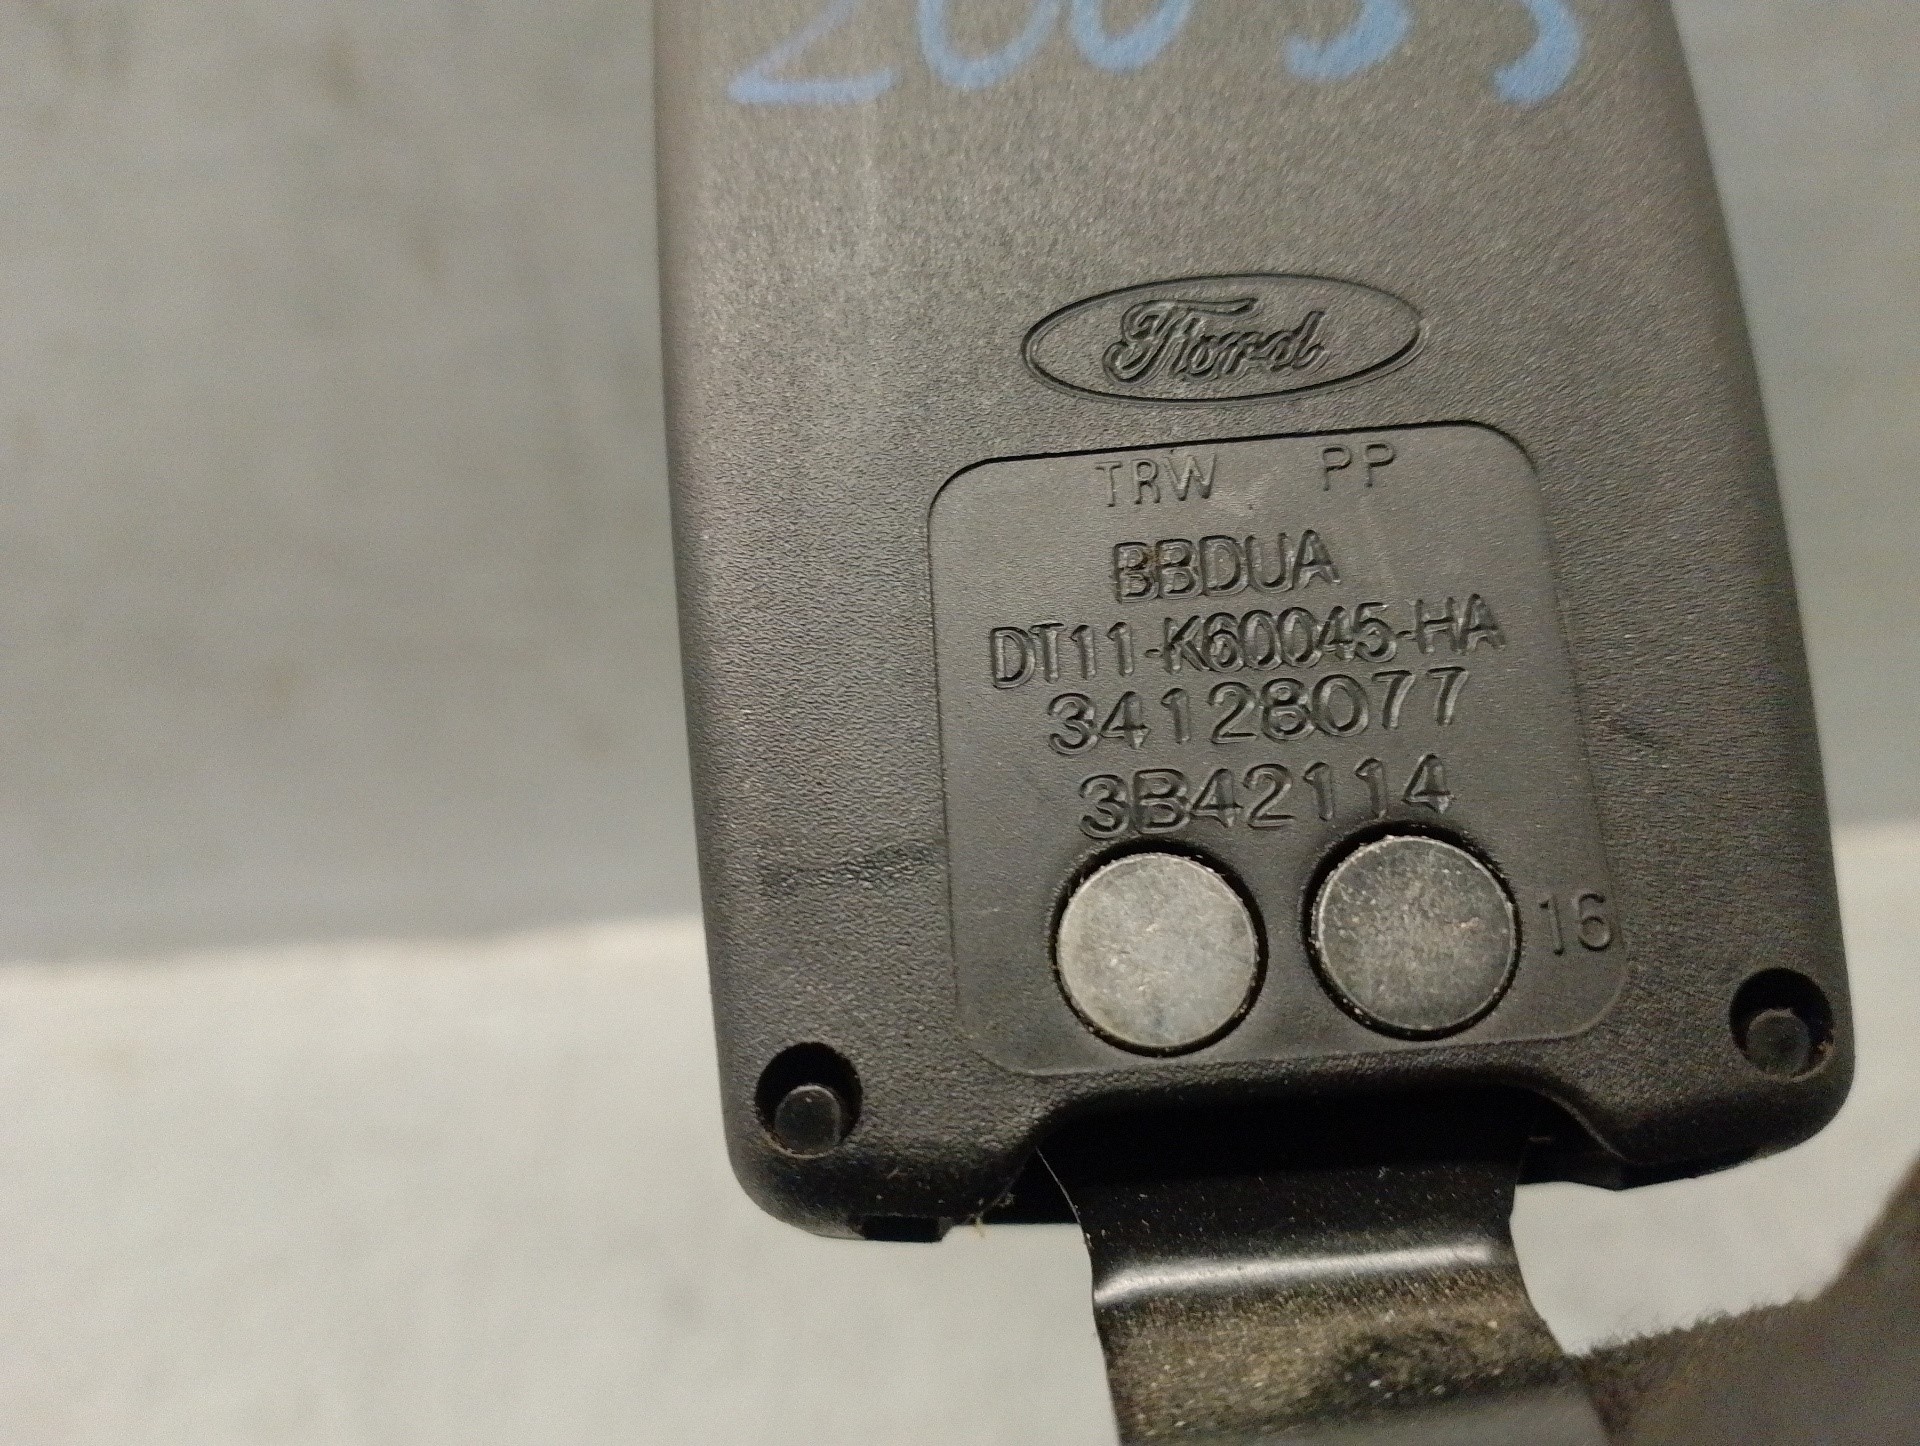 Ford
TRW PP
BBDUA
DT11-K60045-HA
34128077
3B42114
16